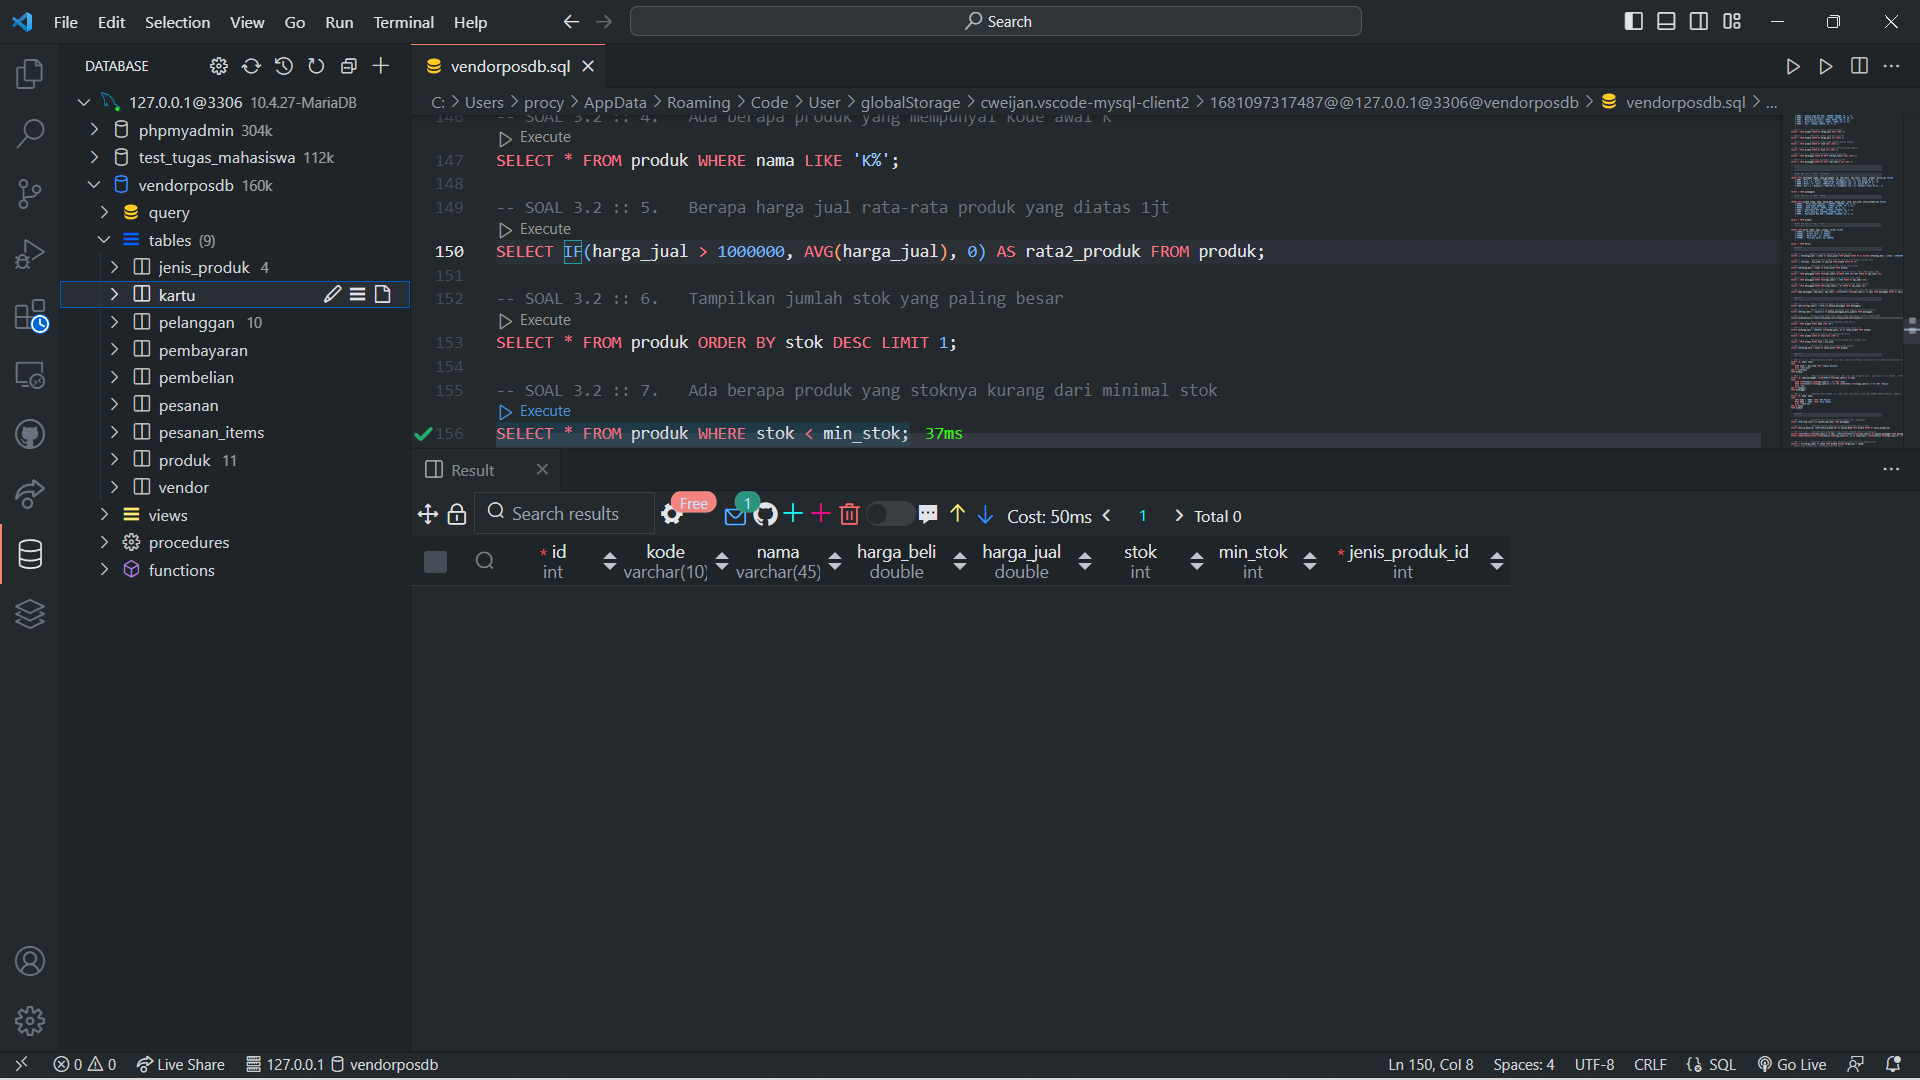 File Edit Selection View Go Run Terminal Help
Search
DATABASE
127.0.0.1@3306 10.4.27-MariaDB
phpmyadmin 304k
test_tugas_mahasiswa 112k
vendorposdb 160k
query
tables (9)
jenis_produk 4
kartu
pelanggan 10
pembayaran
pembelian
pesanan
pesanan_items
produk 11
vendor
views
procedures
functions
vendorposdb.sql
C: > Users > procy > AppData > Roaming > Code > User > globalStorage > cweijan.vscode-mysql-client2 > 1681097317487@@127.0.0.1@3306@vendorposdb > vendorposdb.sql > ...
146 -- SOAL 3.2 :: 4. Ada berapa produk yang mempunyai kode awal K
Execute
147 SELECT * FROM produk WHERE nama LIKE 'K%';
148
149 -- SOAL 3.2 :: 5. Berapa harga jual rata-rata produk yang diatas 1jt
Execute
150 SELECT IF(harga_jual > 1000000, AVG(harga_jual), 0) AS rata2_produk FROM produk;
151
152 -- SOAL 3.2 :: 6. Tampilkan jumlah stok yang paling besar
Execute
153 SELECT * FROM produk ORDER BY stok DESC LIMIT 1;
154
155 -- SOAL 3.2 :: 7. Ada berapa produk yang stoknya kurang dari minimal stok
Execute
156 SELECT * FROM produk WHERE stok < min_stok; 37ms
Result
Search results Free 1 Cost: 50ms < 1 > Total 0
* id kode nama harga_beli harga_jual stok min_stok * jenis_produk_id
int varchar(10) varchar(45) double double int int int
0 0 Live Share 127.0.0.1 vendorposdb Ln 150, Col 8 Spaces: 4 UTF-8 CRLF SQL Go Live